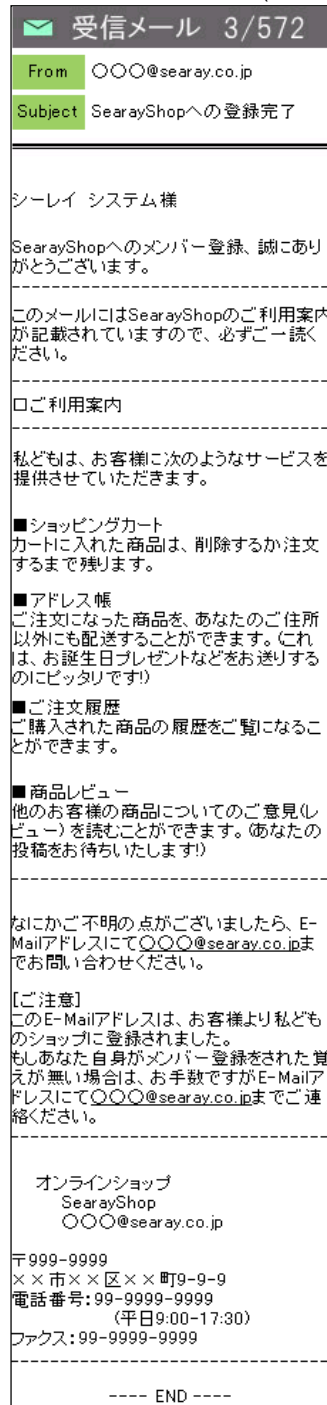 受信メール 3/572
From 〇〇〇@searay.co.jp
Subject SearayShopへの登録完了
シーレイ システム様
SearayShopへのメンバー登録、誠にあり
がとうございます。
------------------------------
このメールにはSearayShopのご利用案内
が記載されていますので、必ずご一読く
ださい。
------------------------------
□ご利用案内
------------------------------
私どもは、お客様に次のようなサービスを
提供させていただきます。
■ショッピングカート
カートに入れた商品は、削除するか注文
するまで残ります。
■アドレス帳
ご注文になった商品を、あなたのご住所
以外にも配送することができます。(これ
は、お誕生日プレゼントなどをお送りする
のにピッタリです!)
■ご注文履歴
ご購入された商品の履歴をご覧になるこ
とができます。
■商品レビュー
他のお客様の商品についてのご意見(レ
ビュー)を読むことができます。(あなたの
投稿をお待ちいたします!)
------------------------------
なにかご不明の点がございましたら、E-
Mailアドレスにて〇〇〇@searay.co.jpま
でお問い合わせください。
[ご注意]
このE-Mailアドレスは、お客様より私ども
のショップに登録されました。
もしあなた自身がメンバー登録をされた覚
えが無い場合は、お手数ですがE-Mailア
ドレスにて〇〇〇@searay.co.jpまでご連
絡ください。
------------------------------
オンラインショップ
SearayShop
〇〇〇@searay.co.jp
〒999-9999
××市××区××町9-9-9
電話番号:99-9999-9999
(平日9:00-17:30)
ファクス:99-9999-9999
------------------------------
---- END ----